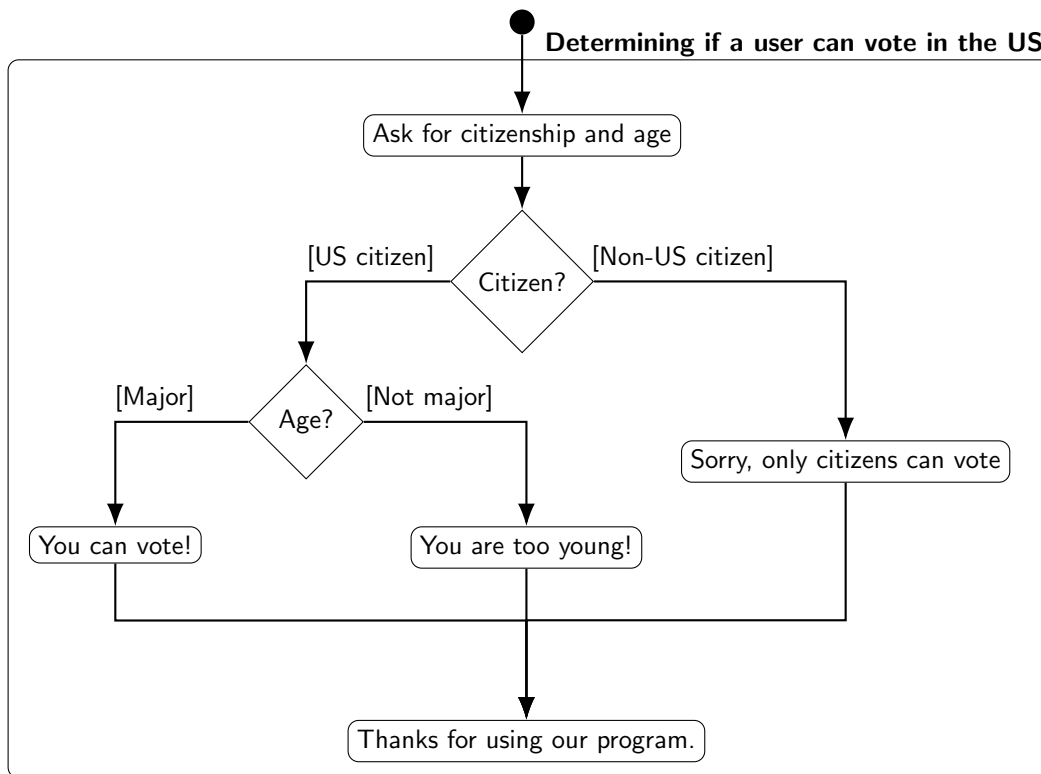 Determining if a user can vote in the US
Ask for citizenship and age
[US citizen]
Citizen?
[Non-US citizen]
[Major]
Age?
[Not major]
Sorry, only citizens can vote
You can vote!
You are too young!
Thanks for using our program.